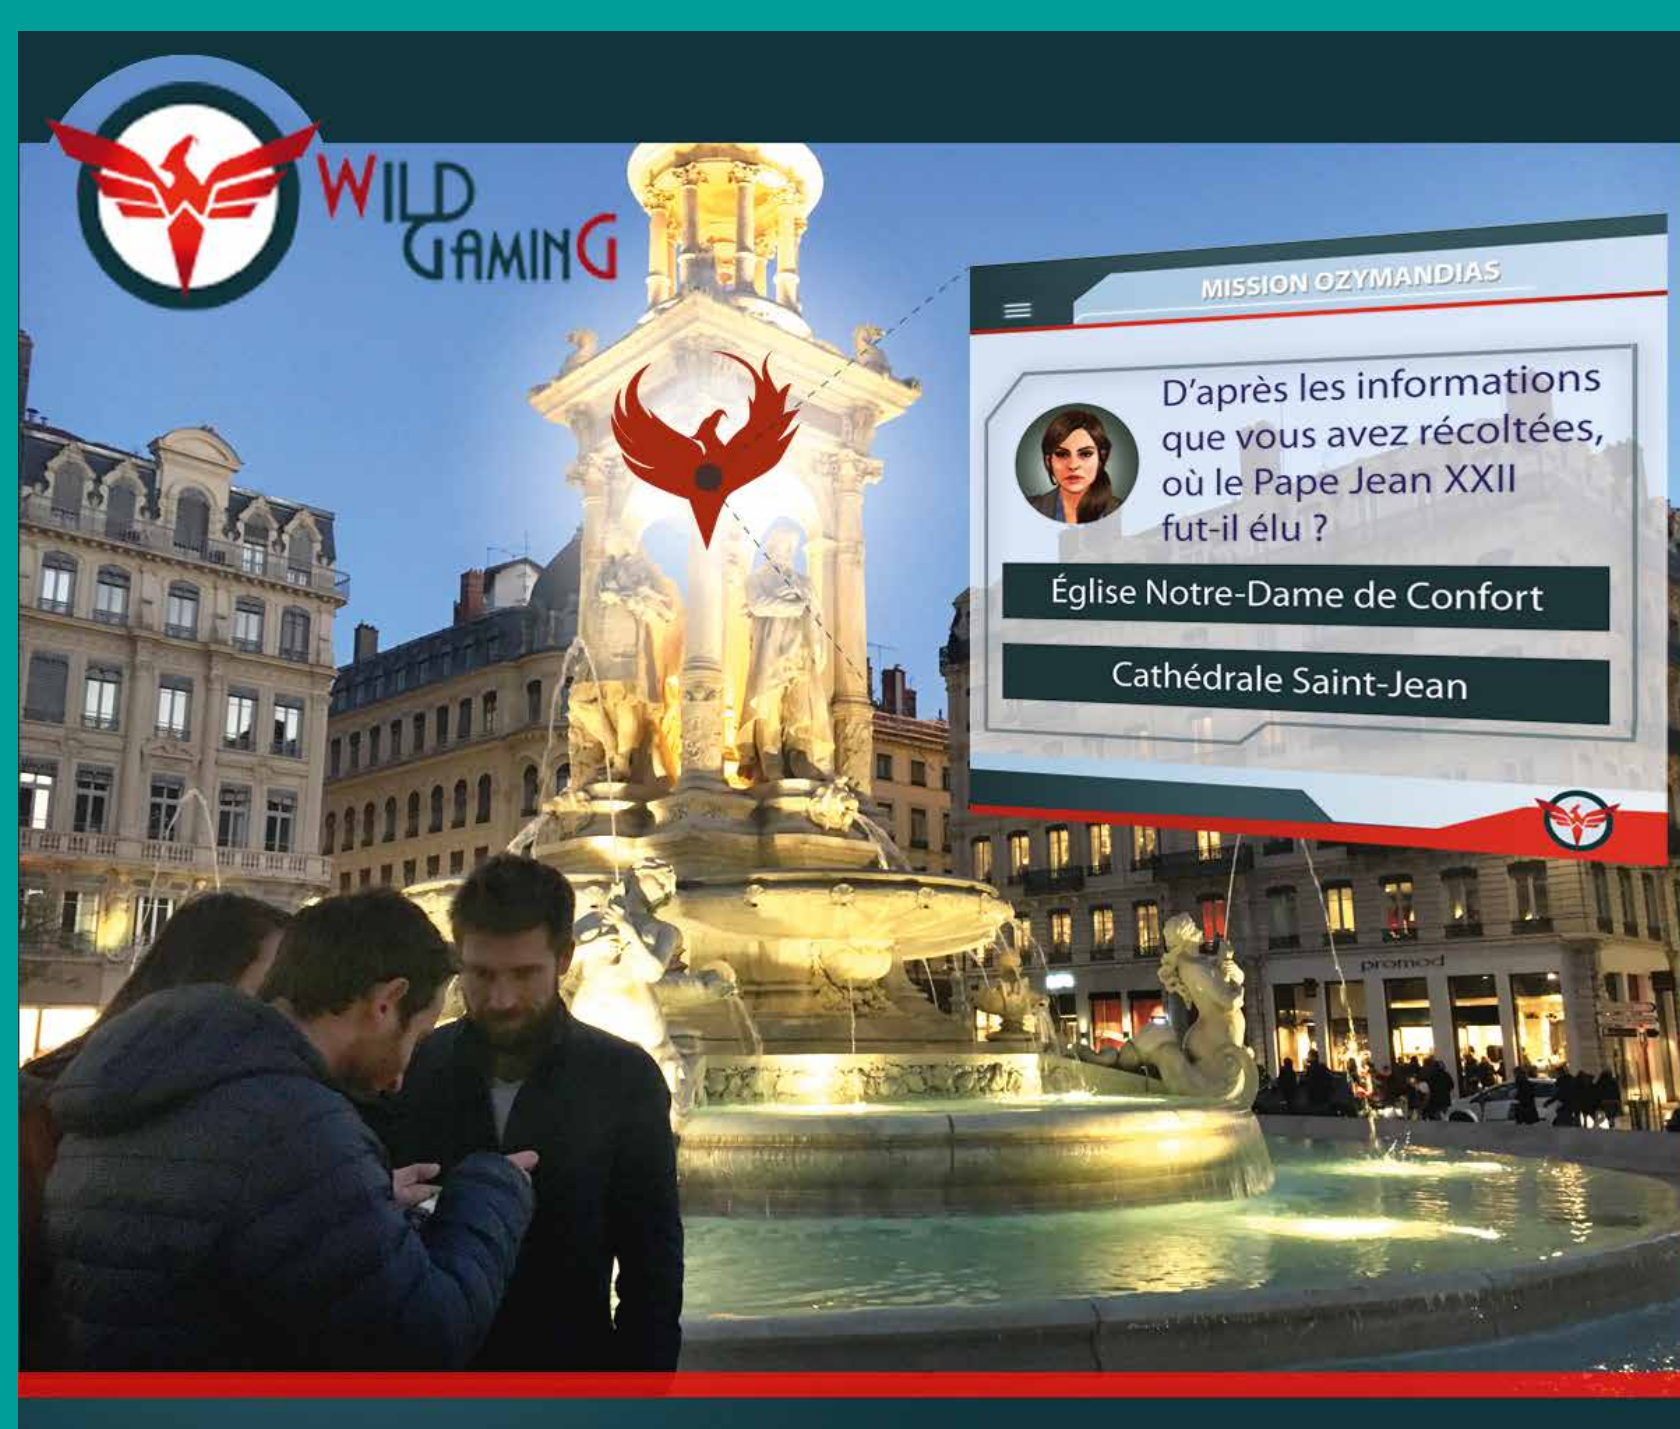 WILD
GAMING
MISSION OZYMANDIAS
D'après les informations
que vous avez récoltées,
où le Pape Jean XXII
fut-il élu ?
Église Notre-Dame de Confort
Cathédrale Saint-Jean
promod